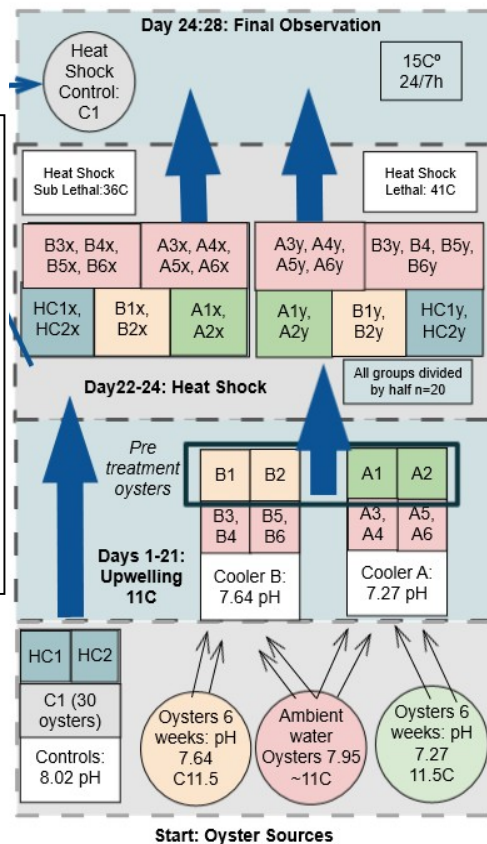 Day 24:28: Final Observation
Heat
Shock
Control:
C1
15Cº
24/7h
Heat Shock
Sub Lethal:36C
Heat Shock
Lethal: 41C
B3x, B4x,
B5x, B6x
A3x, A4x,
A5x, A6x
A3y, A4y,
A5y, A6y
B3y, B4, B5y,
B6y
HC1x,
HC2x
B1x,
B2x
A1x,
A2x
A1y,
A2y
B1y,
B2y
HC1y,
HC2y
Day22-24: Heat Shock
All groups divided
by half n=20
Pre
treatment
oysters
B1
B2
A1
A2
B3,
B4
B5,
B6
A3,
A4
A5,
A6
Days 1-21:
Upwelling
11C
Cooler B:
7.64 pH
Cooler A:
7.27 pH
HC1
HC2
C1 (30
oysters)
Controls:
8.02 pH
Oysters 6
weeks: pH
7.64
C11.5
Ambient
water
Oysters 7.95
~11C
Oysters 6
weeks: pH
7.27
11.5C
Start: Oyster Sources